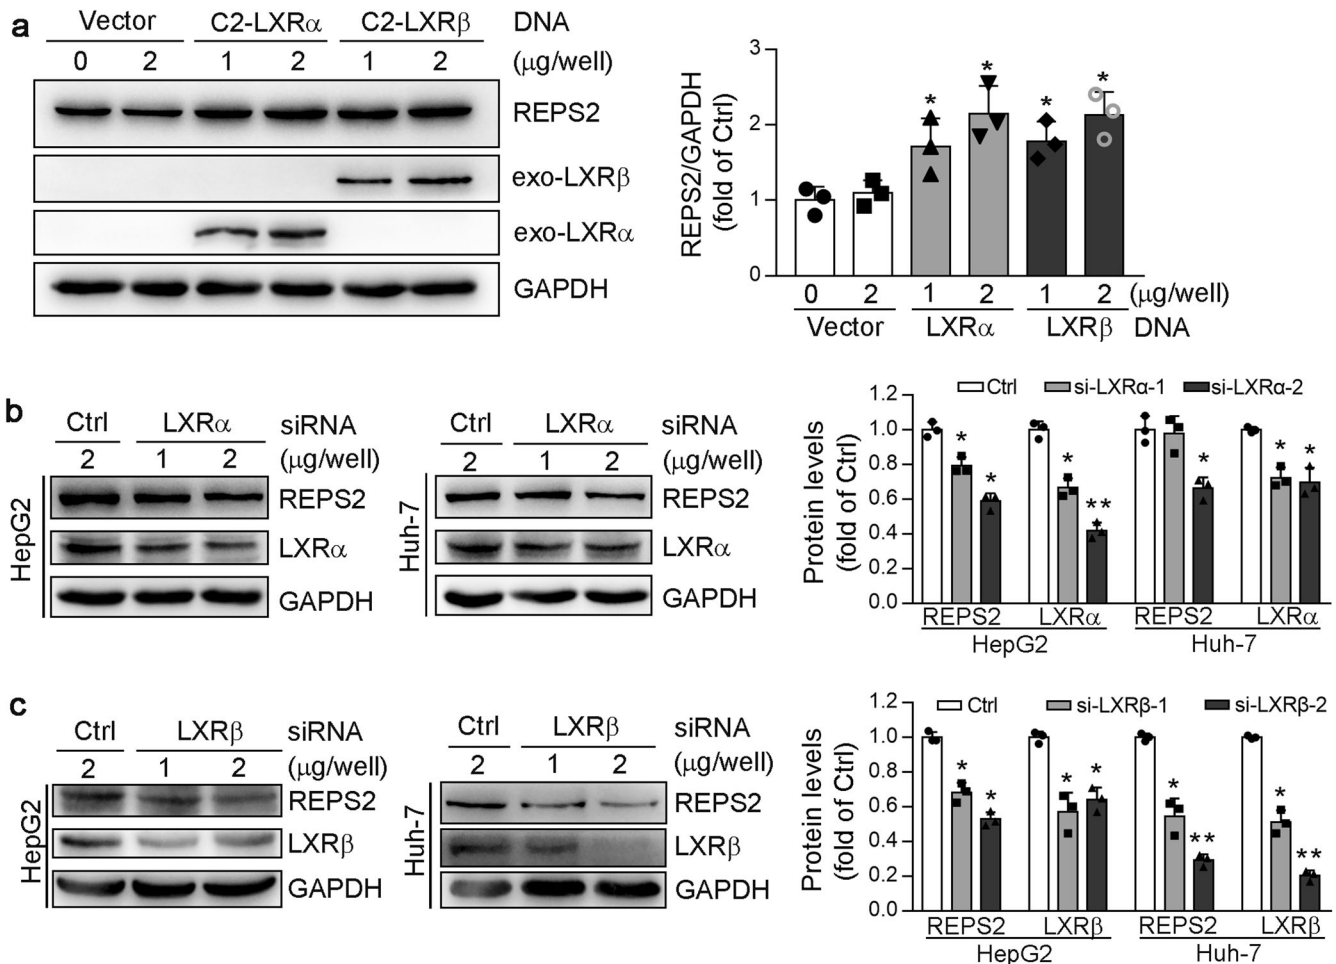 a
Vector C2-LXRα C2-LXRβ DNA
0 2 1 2 1 2 (μg/well)
REPS2
exo-LXRβ
exo-LXRα
GAPDH
REPS2/GAPDH
(fold of Ctrl)
3
2
1
0
* * * *
0 2 1 2 1 2 (μg/well)
Vector LXRα LXRβ DNA
b
Ctrl LXRα siRNA
2 1 2 (μg/well)
HepG2
REPS2
LXRα
GAPDH
Ctrl LXRα siRNA
2 1 2 (μg/well)
Huh-7
REPS2
LXRα
GAPDH
Ctrl si-LXRα-1 si-LXRα-2
Protein levels
(fold of Ctrl)
1.2
1.0
0.8
0.6
0.4
0.2
0.0
* * * ** * * *
REPS2 LXRα REPS2 LXRα
HepG2 Huh-7
c
Ctrl LXRβ siRNA
2 1 2 (μg/well)
HepG2
REPS2
LXRβ
GAPDH
Ctrl LXRβ siRNA
2 1 2 (μg/well)
Huh-7
REPS2
LXRβ
GAPDH
Ctrl si-LXRβ-1 si-LXRβ-2
Protein levels
(fold of Ctrl)
1.2
1.0
0.8
0.6
0.4
0.2
0.0
* * * * * ** * **
REPS2 LXRβ REPS2 LXRβ
HepG2 Huh-7